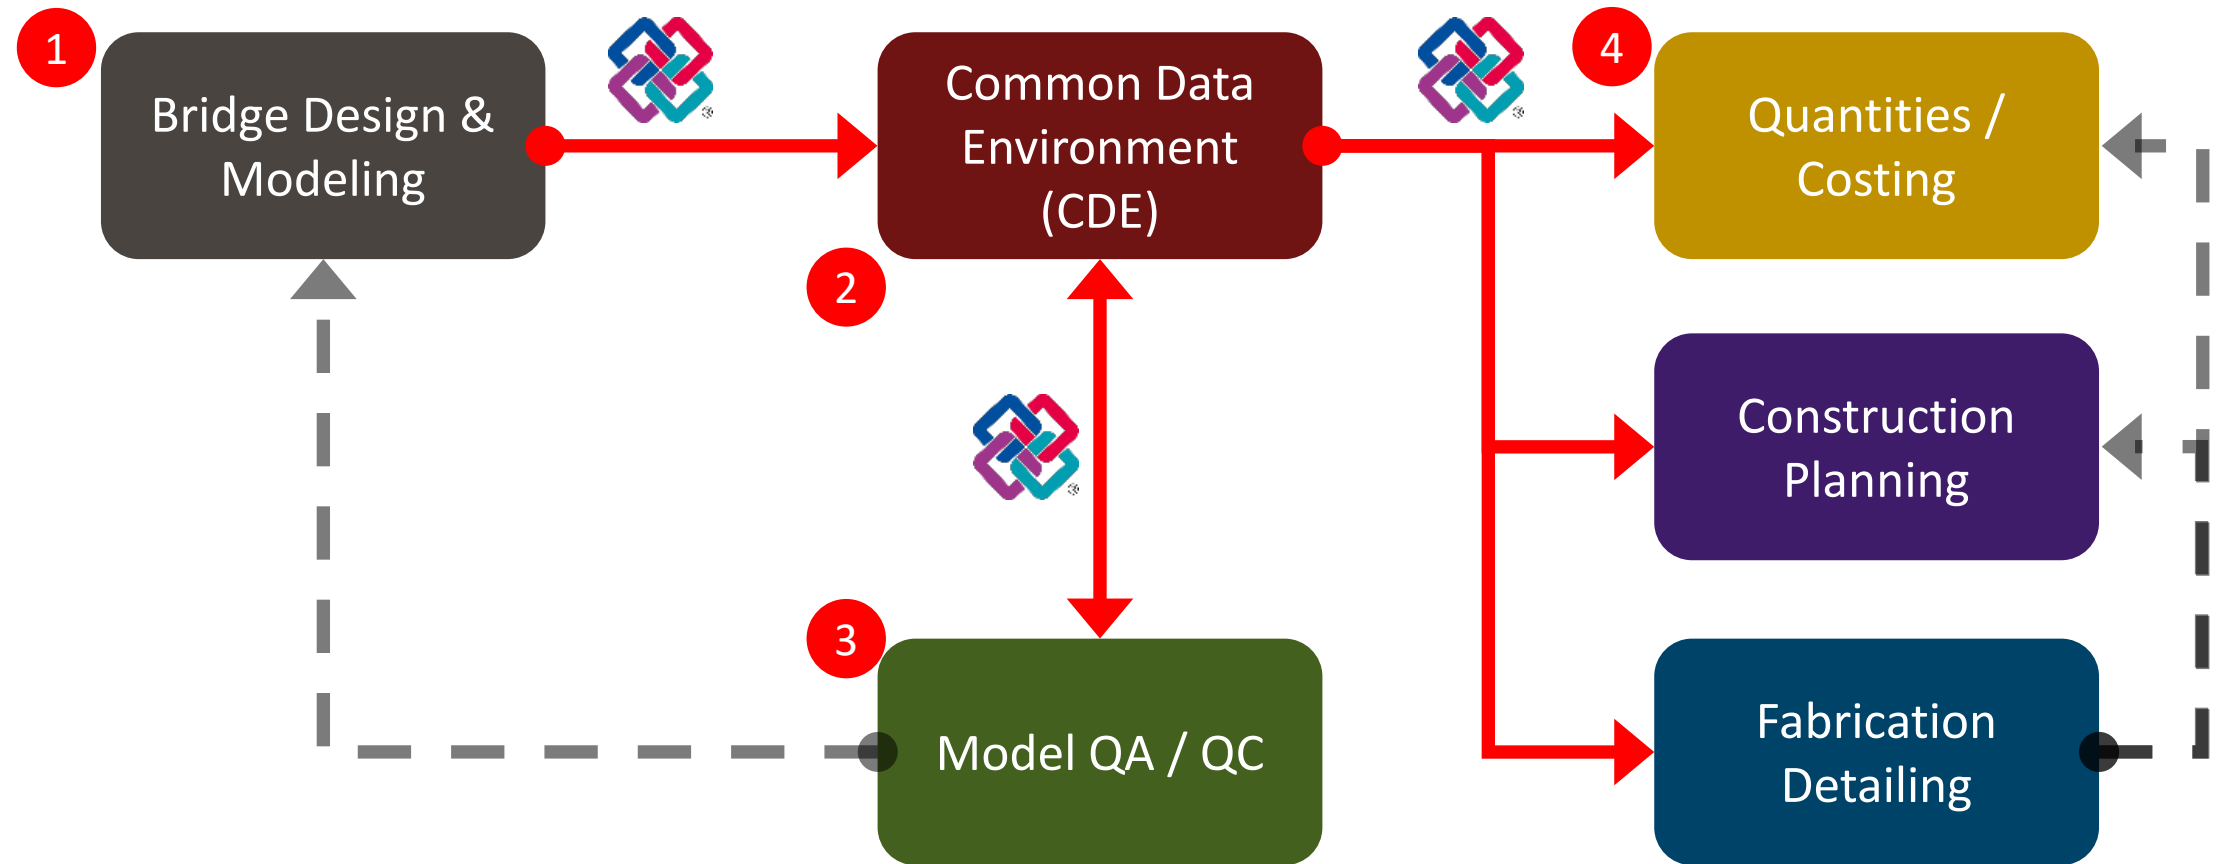 1
Bridge Design &
Modeling
Common Data
Environment
(CDE)
2
3
Model QA / QC
4
Quantities /
Costing
Construction
Planning
Fabrication
Detailing